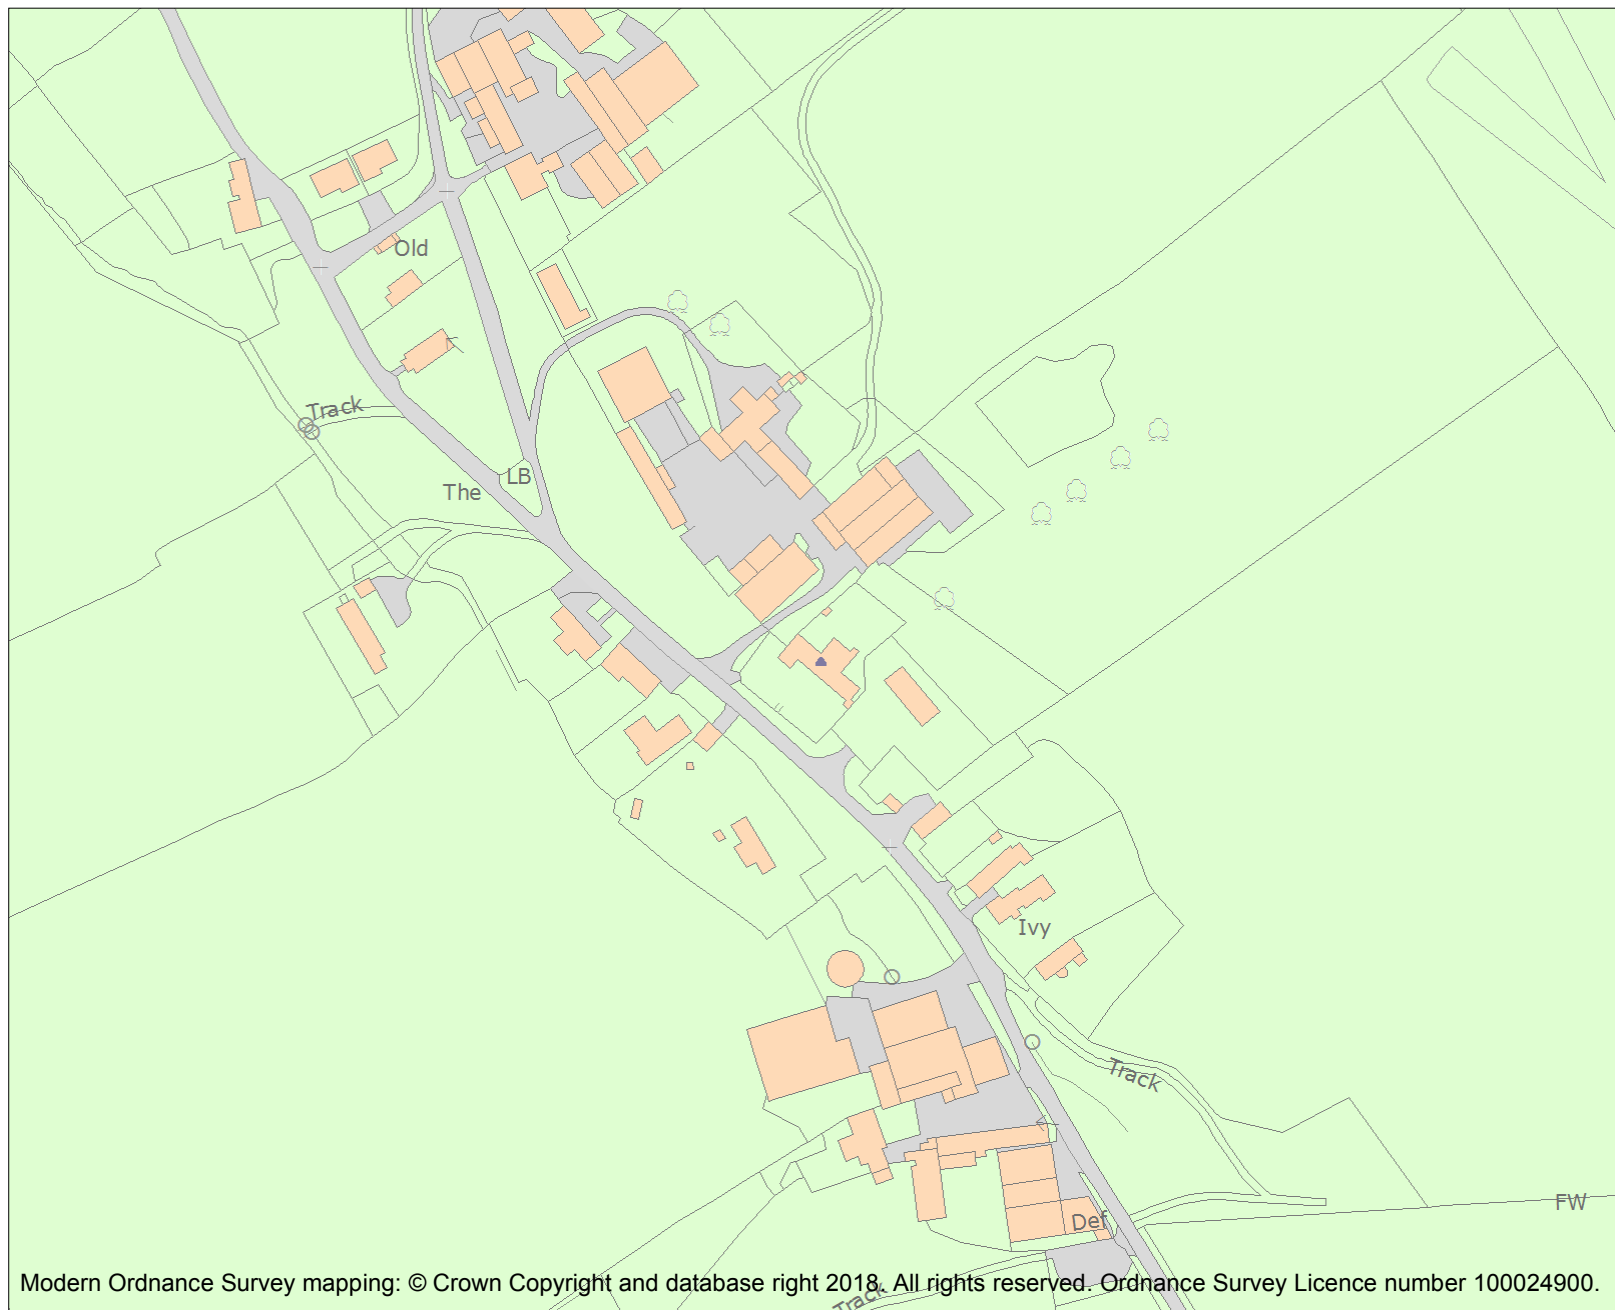 Old
Track
The
LB
Ivy
Track
FW
Def
Track
Modern Ordnance Survey mapping: © Crown Copyright and database right 2018. All rights reserved. Ordnance Survey Licence number 100024900.